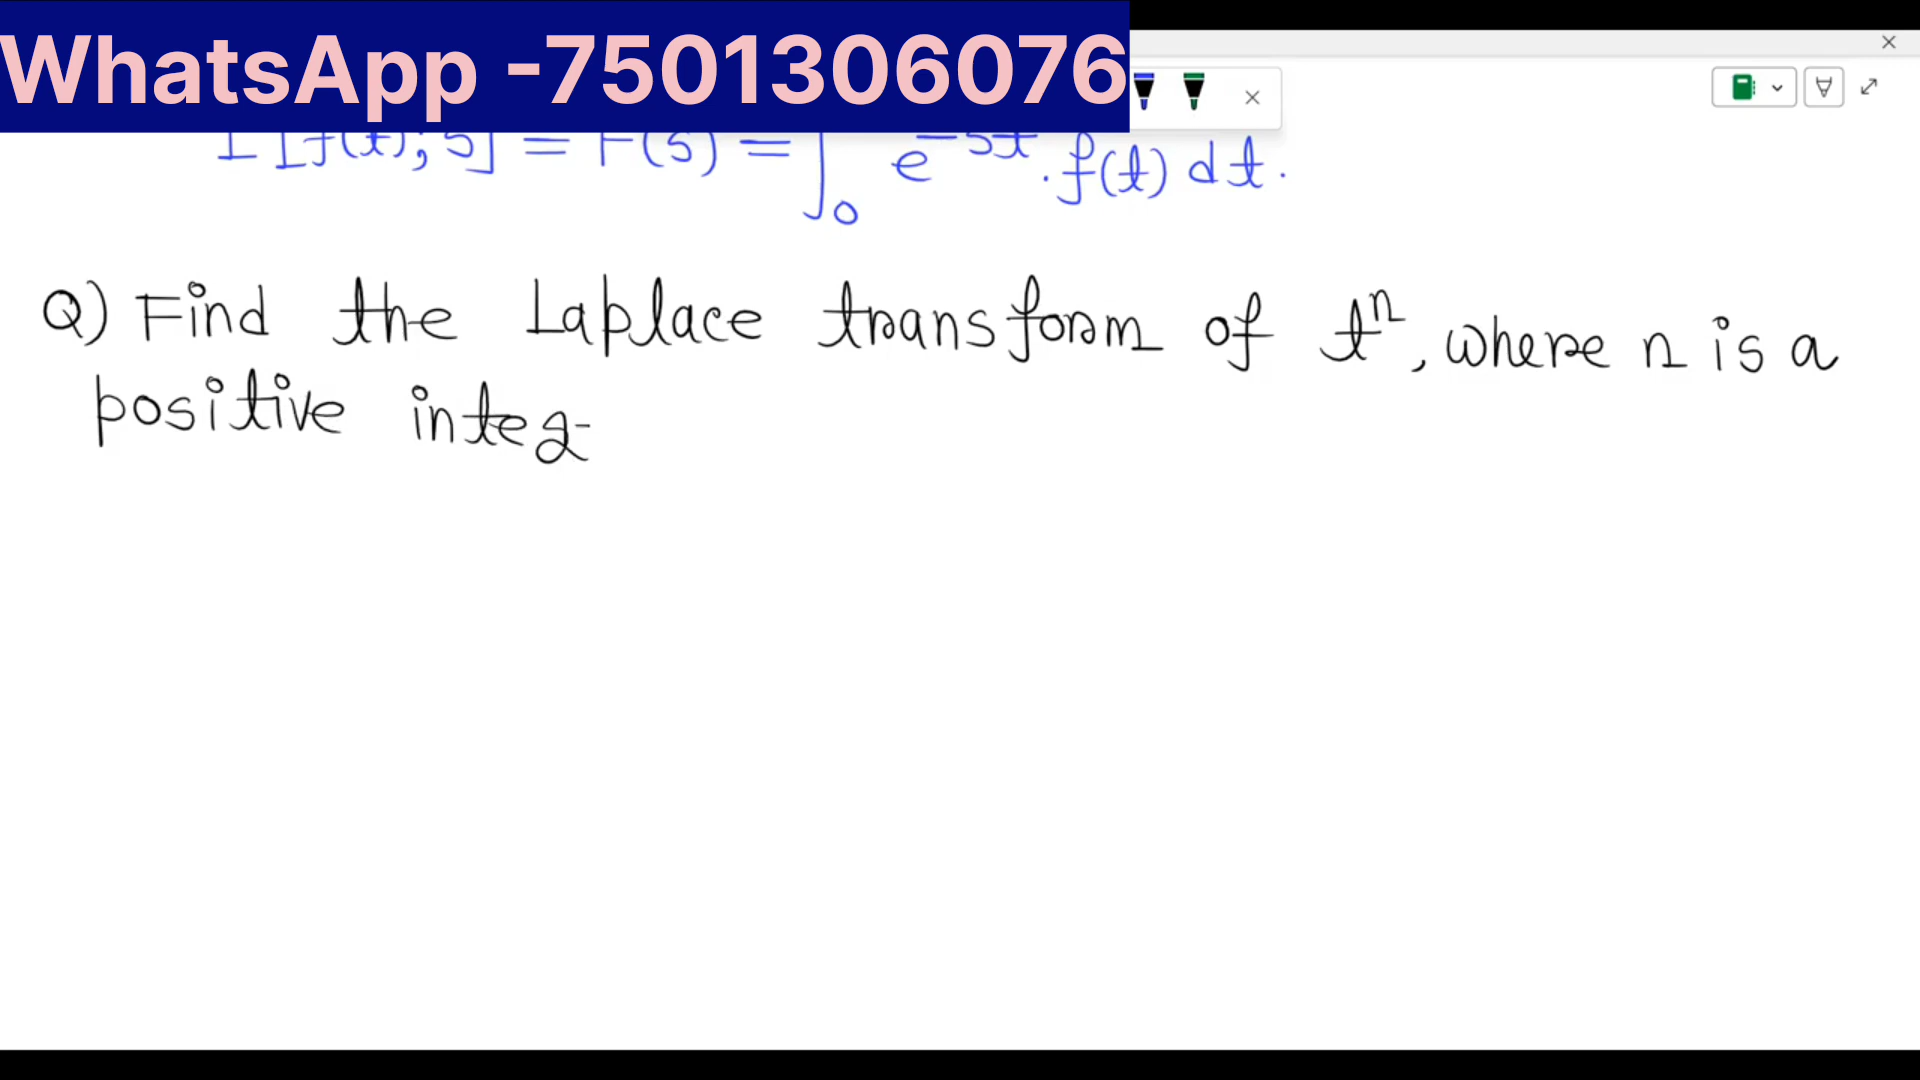 WhatsApp -7501306076
L[f(t); s] = F(s) = ∫₀ e^{-st} . f(t) dt.
Q) Find the Laplace transform of tⁿ, where n is a
positive integ